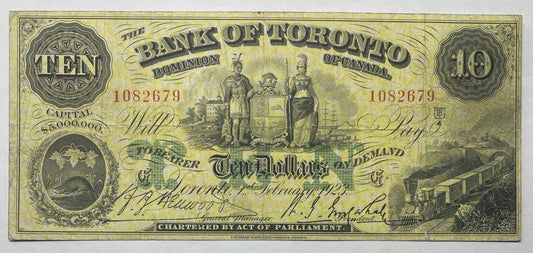 THE
BANK OF TORONTO
DOMINION OF CANADA.
TEN
10
1082679 1082679
CAPITAL
$5,000,000.
Will Pay
TO BEARER Ten Dollars ON DEMAND
Toronto, 1st February, 1923.
General Manager.
President
CHARTERED BY ACT OF PARLIAMENT.